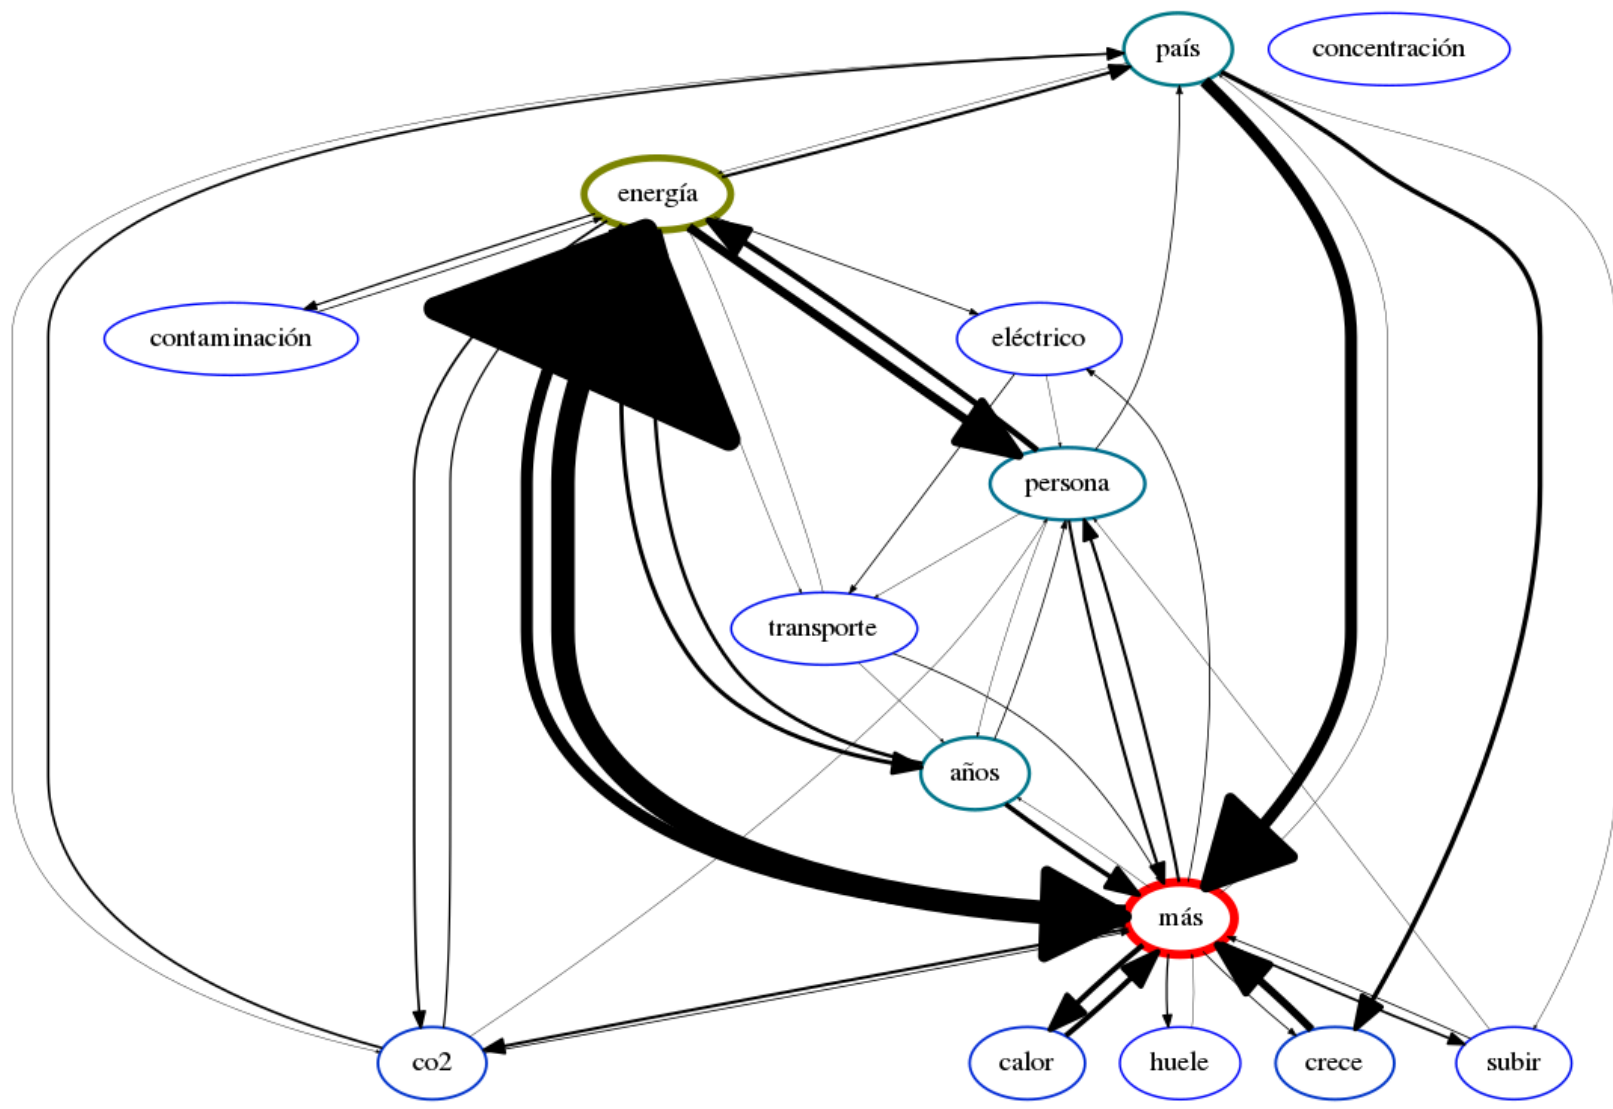 país
concentración
energía
contaminación
eléctrico
persona
transporte
años
más
co2
calor
huele
crece
subir